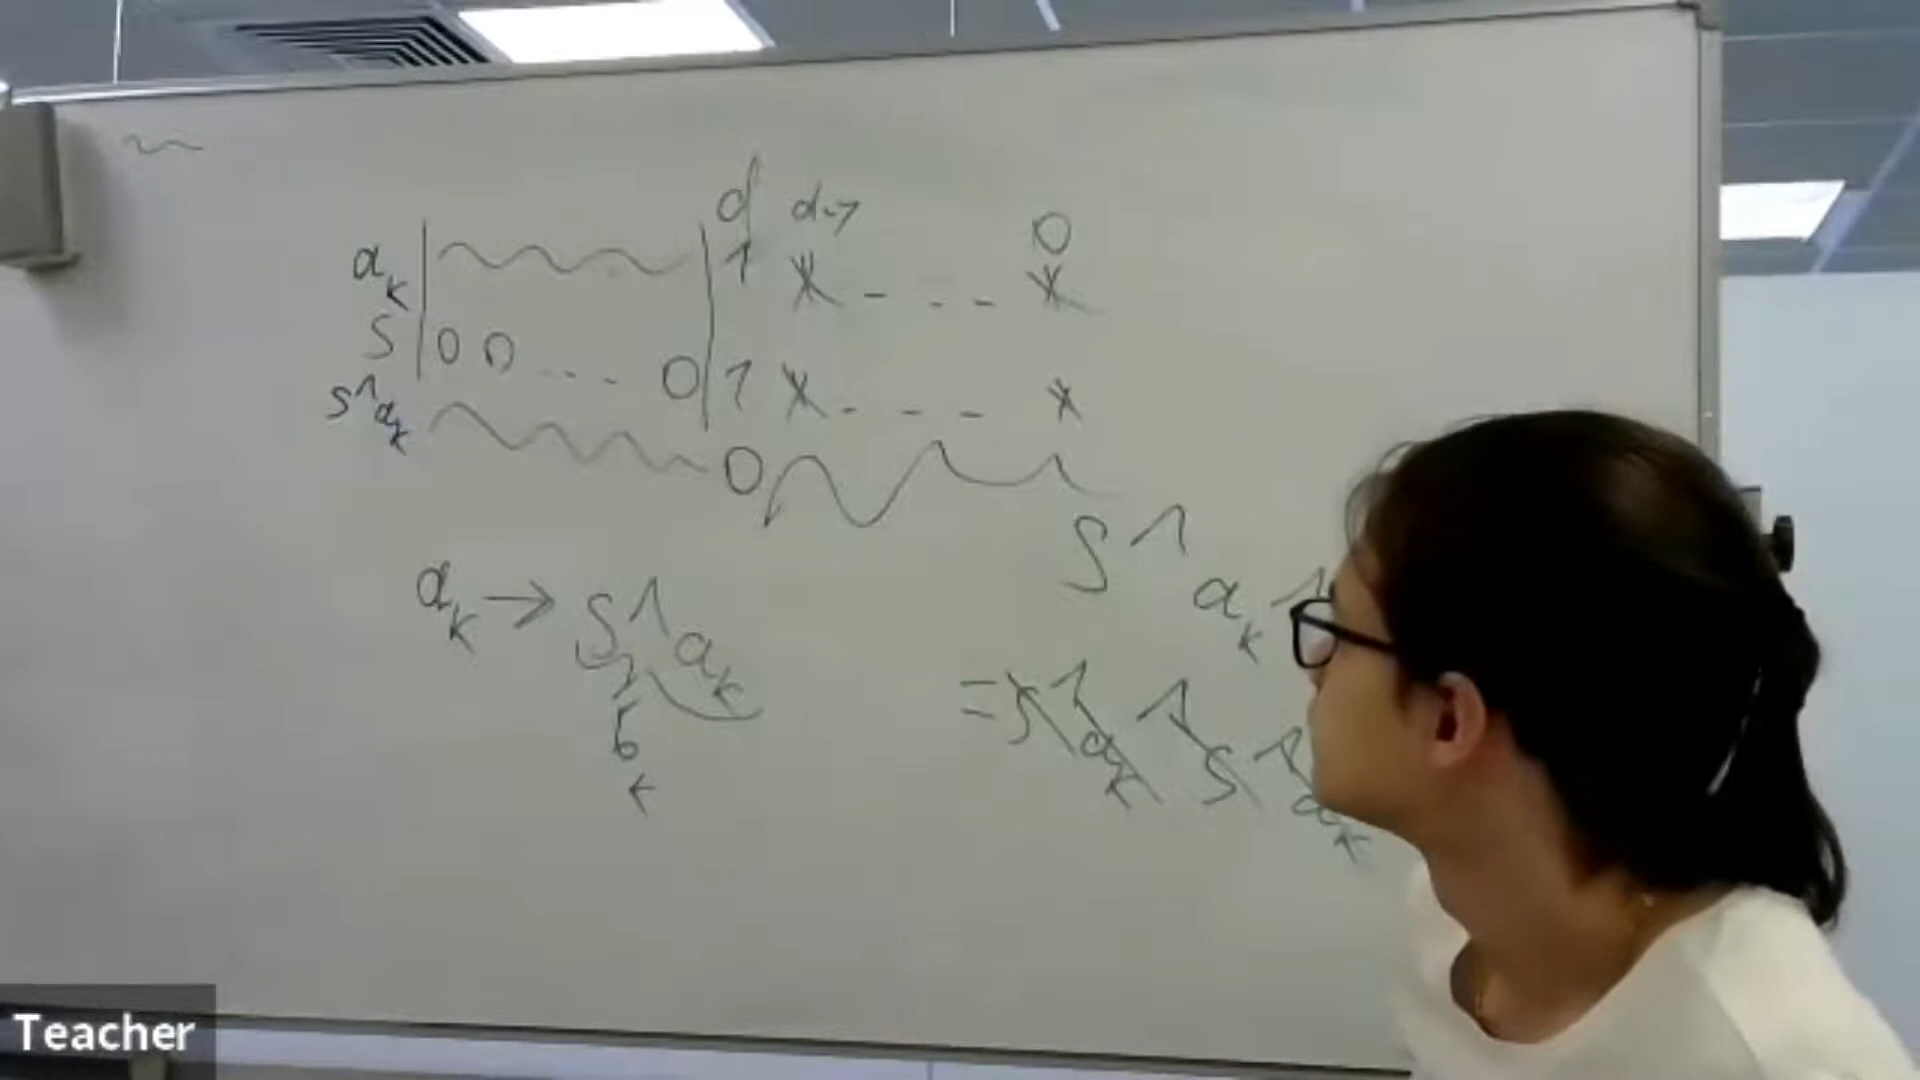 d d-1 0
a_k 1 * - - - *
S 0 0 ... 0 1 * - - - *
S^a_k 0
a_k → S^a_k
b_k
S^a_k^
= S^a_k^S^a_k
Teacher